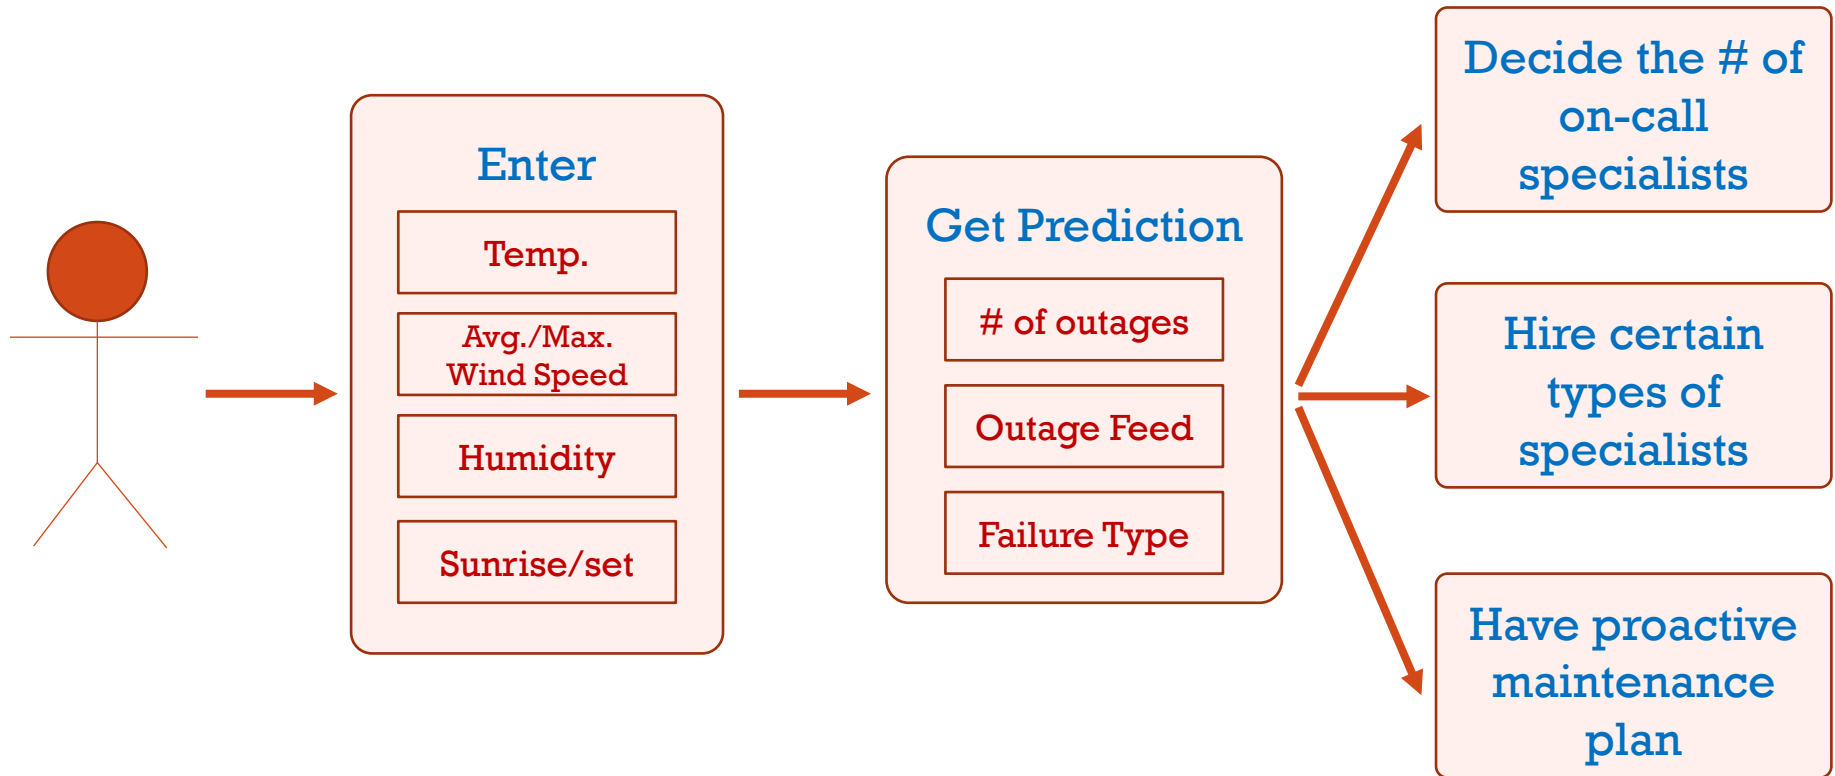 Enter
Temp.
Avg./Max.
Wind Speed
Humidity
Sunrise/set
Get Prediction
# of outages
Outage Feed
Failure Type
Decide the # of
on-call
specialists
Hire certain
types of
specialists
Have proactive
maintenance
plan